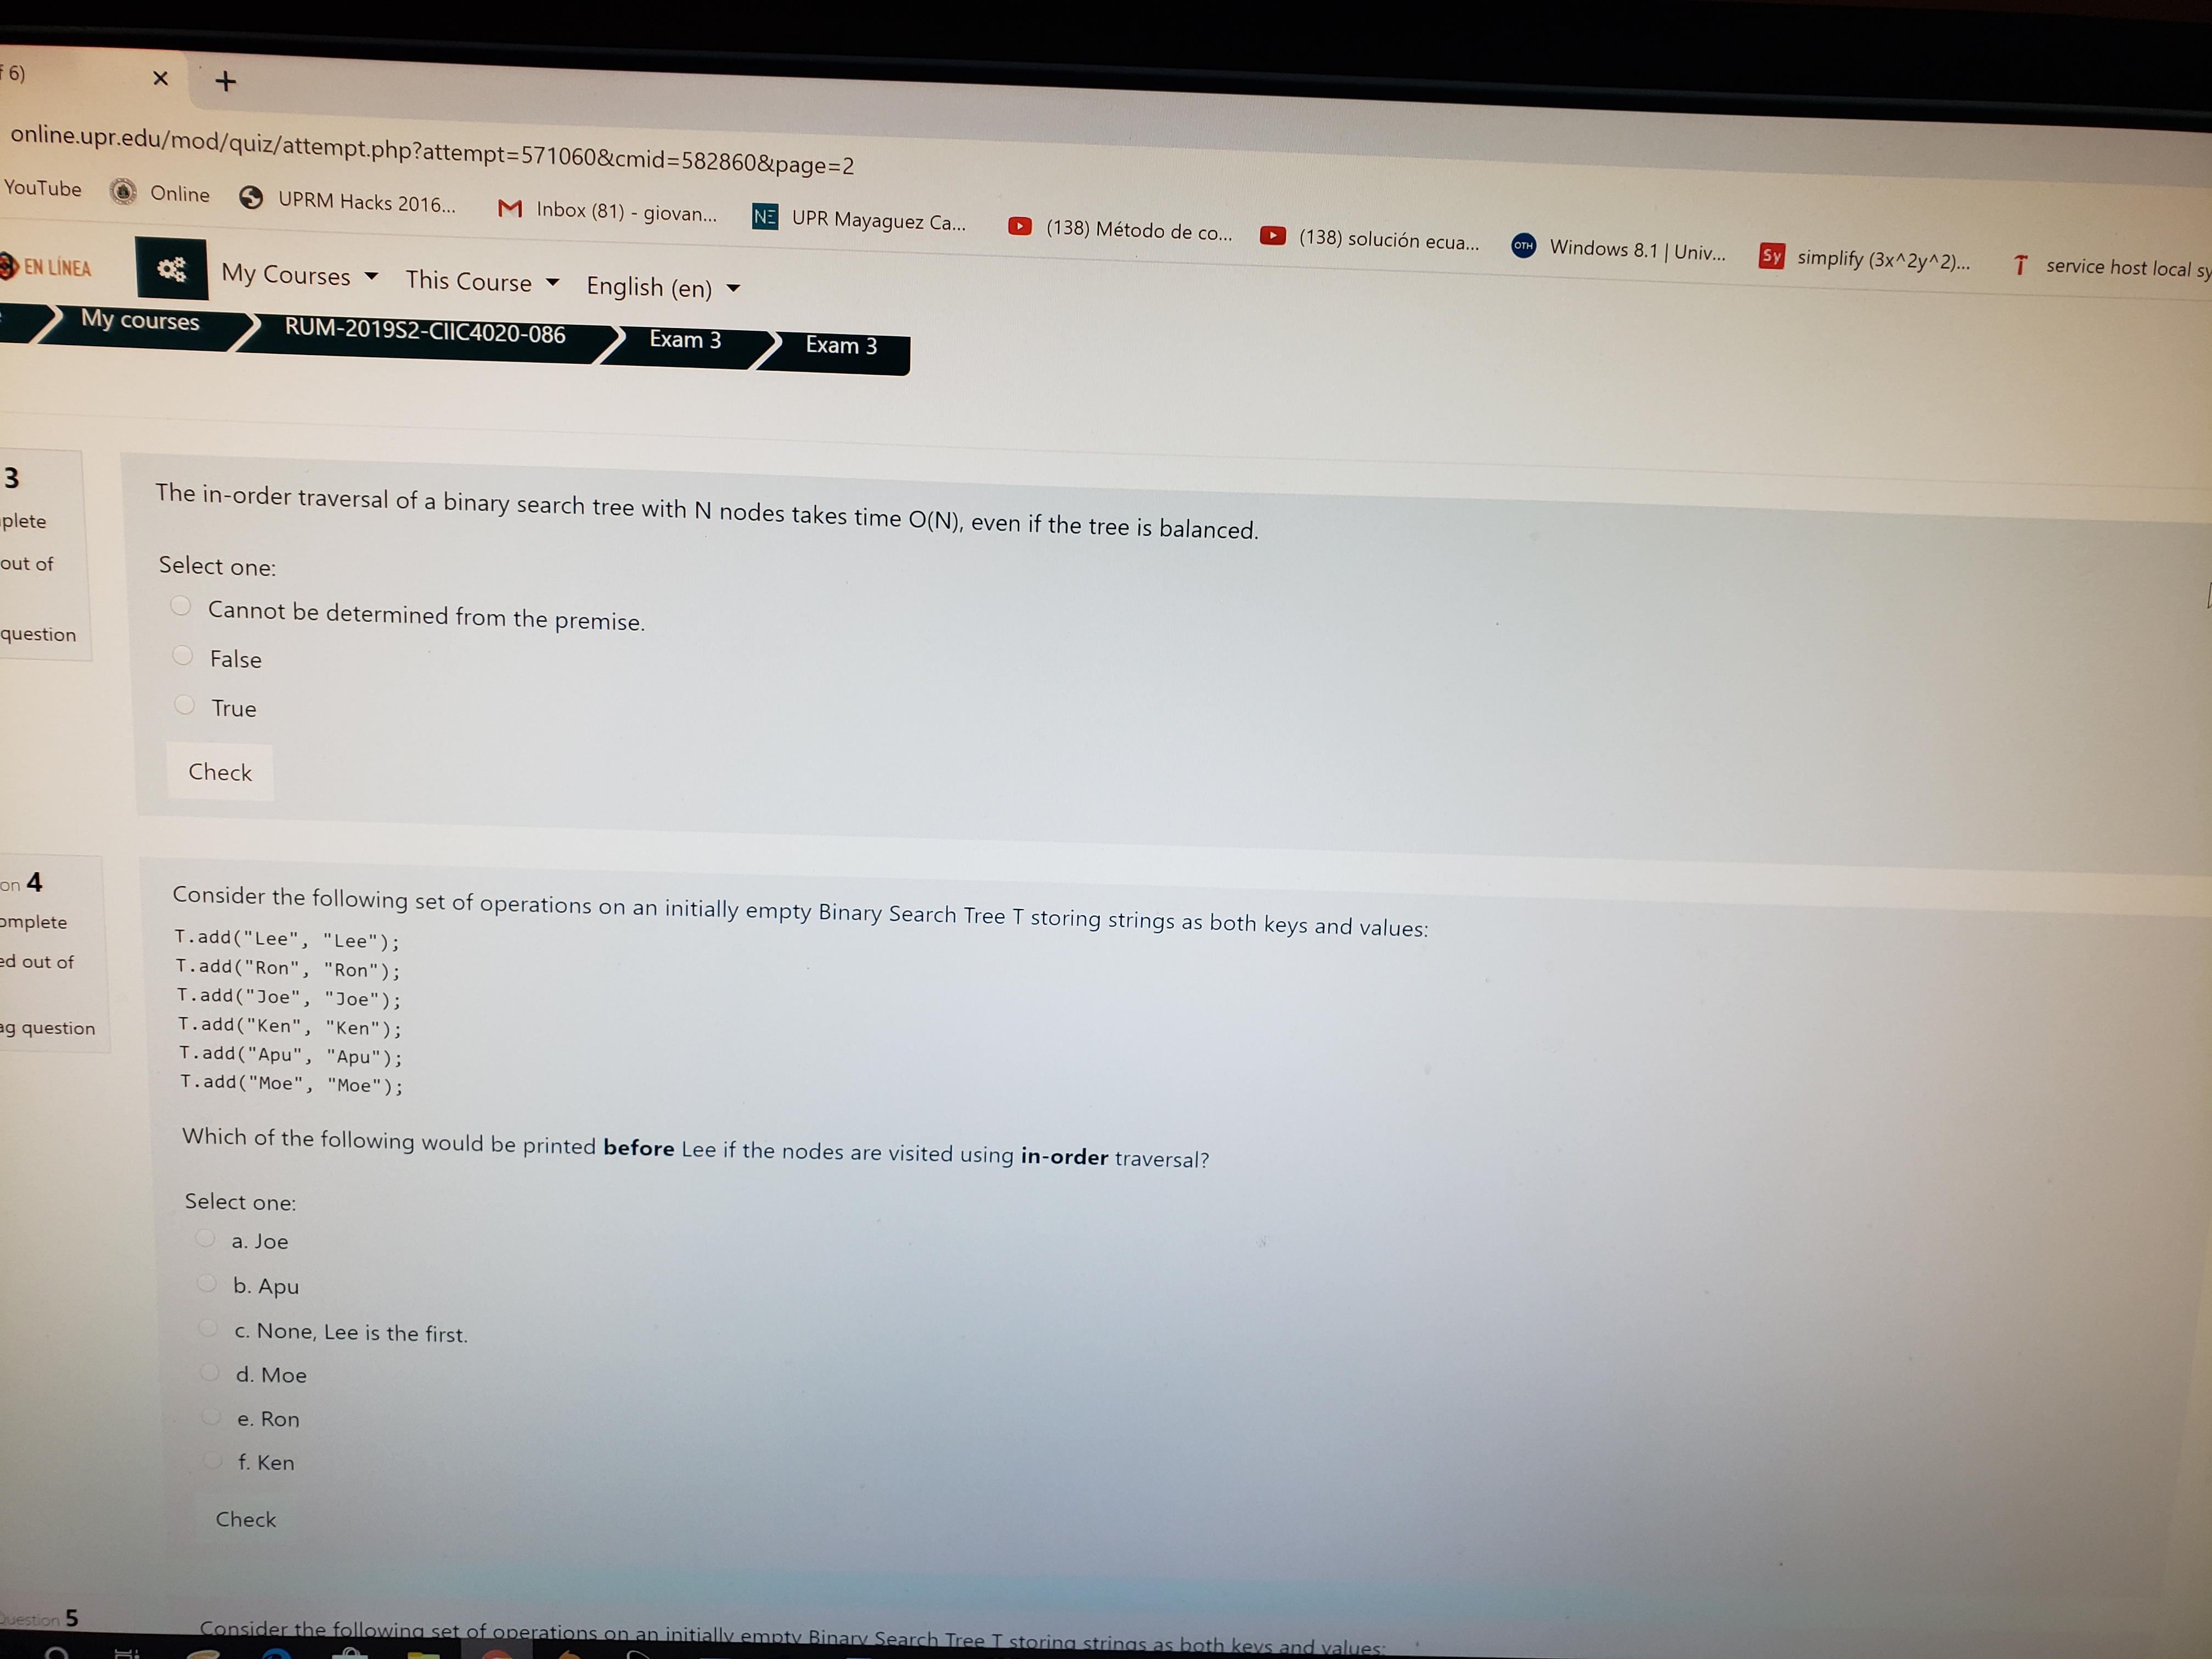 6)
online.upr.edu/mod/quiz/attempt.php?attempt=571060&cmid=582860&page=2
YouTube Online UPRM Hacks 2016... Inbox (81) - giovan... NE UPR Mayaguez Ca... (138) Método de co... (138) solución ecua... OTH Windows 8.1 | Univ... Sy simplify (3x^2y^2)... T service host local sy
EN LÍNEA My Courses This Course English (en)
My courses RUM-2019S2-CIIC4020-086 Exam 3 Exam 3
3
plete
out of
question
The in-order traversal of a binary search tree with N nodes takes time O(N), even if the tree is balanced.
Select one:
Cannot be determined from the premise.
False
True
Check
on 4
omplete
ed out of
ag question
Consider the following set of operations on an initially empty Binary Search Tree T storing strings as both keys and values:
T.add("Lee", "Lee");
T.add("Ron", "Ron");
T.add("Joe", "Joe");
T.add("Ken", "Ken");
T.add("Apu", "Apu");
T.add("Moe", "Moe");
Which of the following would be printed before Lee if the nodes are visited using in-order traversal?
Select one:
a. Joe
b. Apu
c. None, Lee is the first.
d. Moe
e. Ron
f. Ken
Check
Question 5
Consider the following set of operations on an initially empty Binary Search Tree T storing strings as both keys and values: